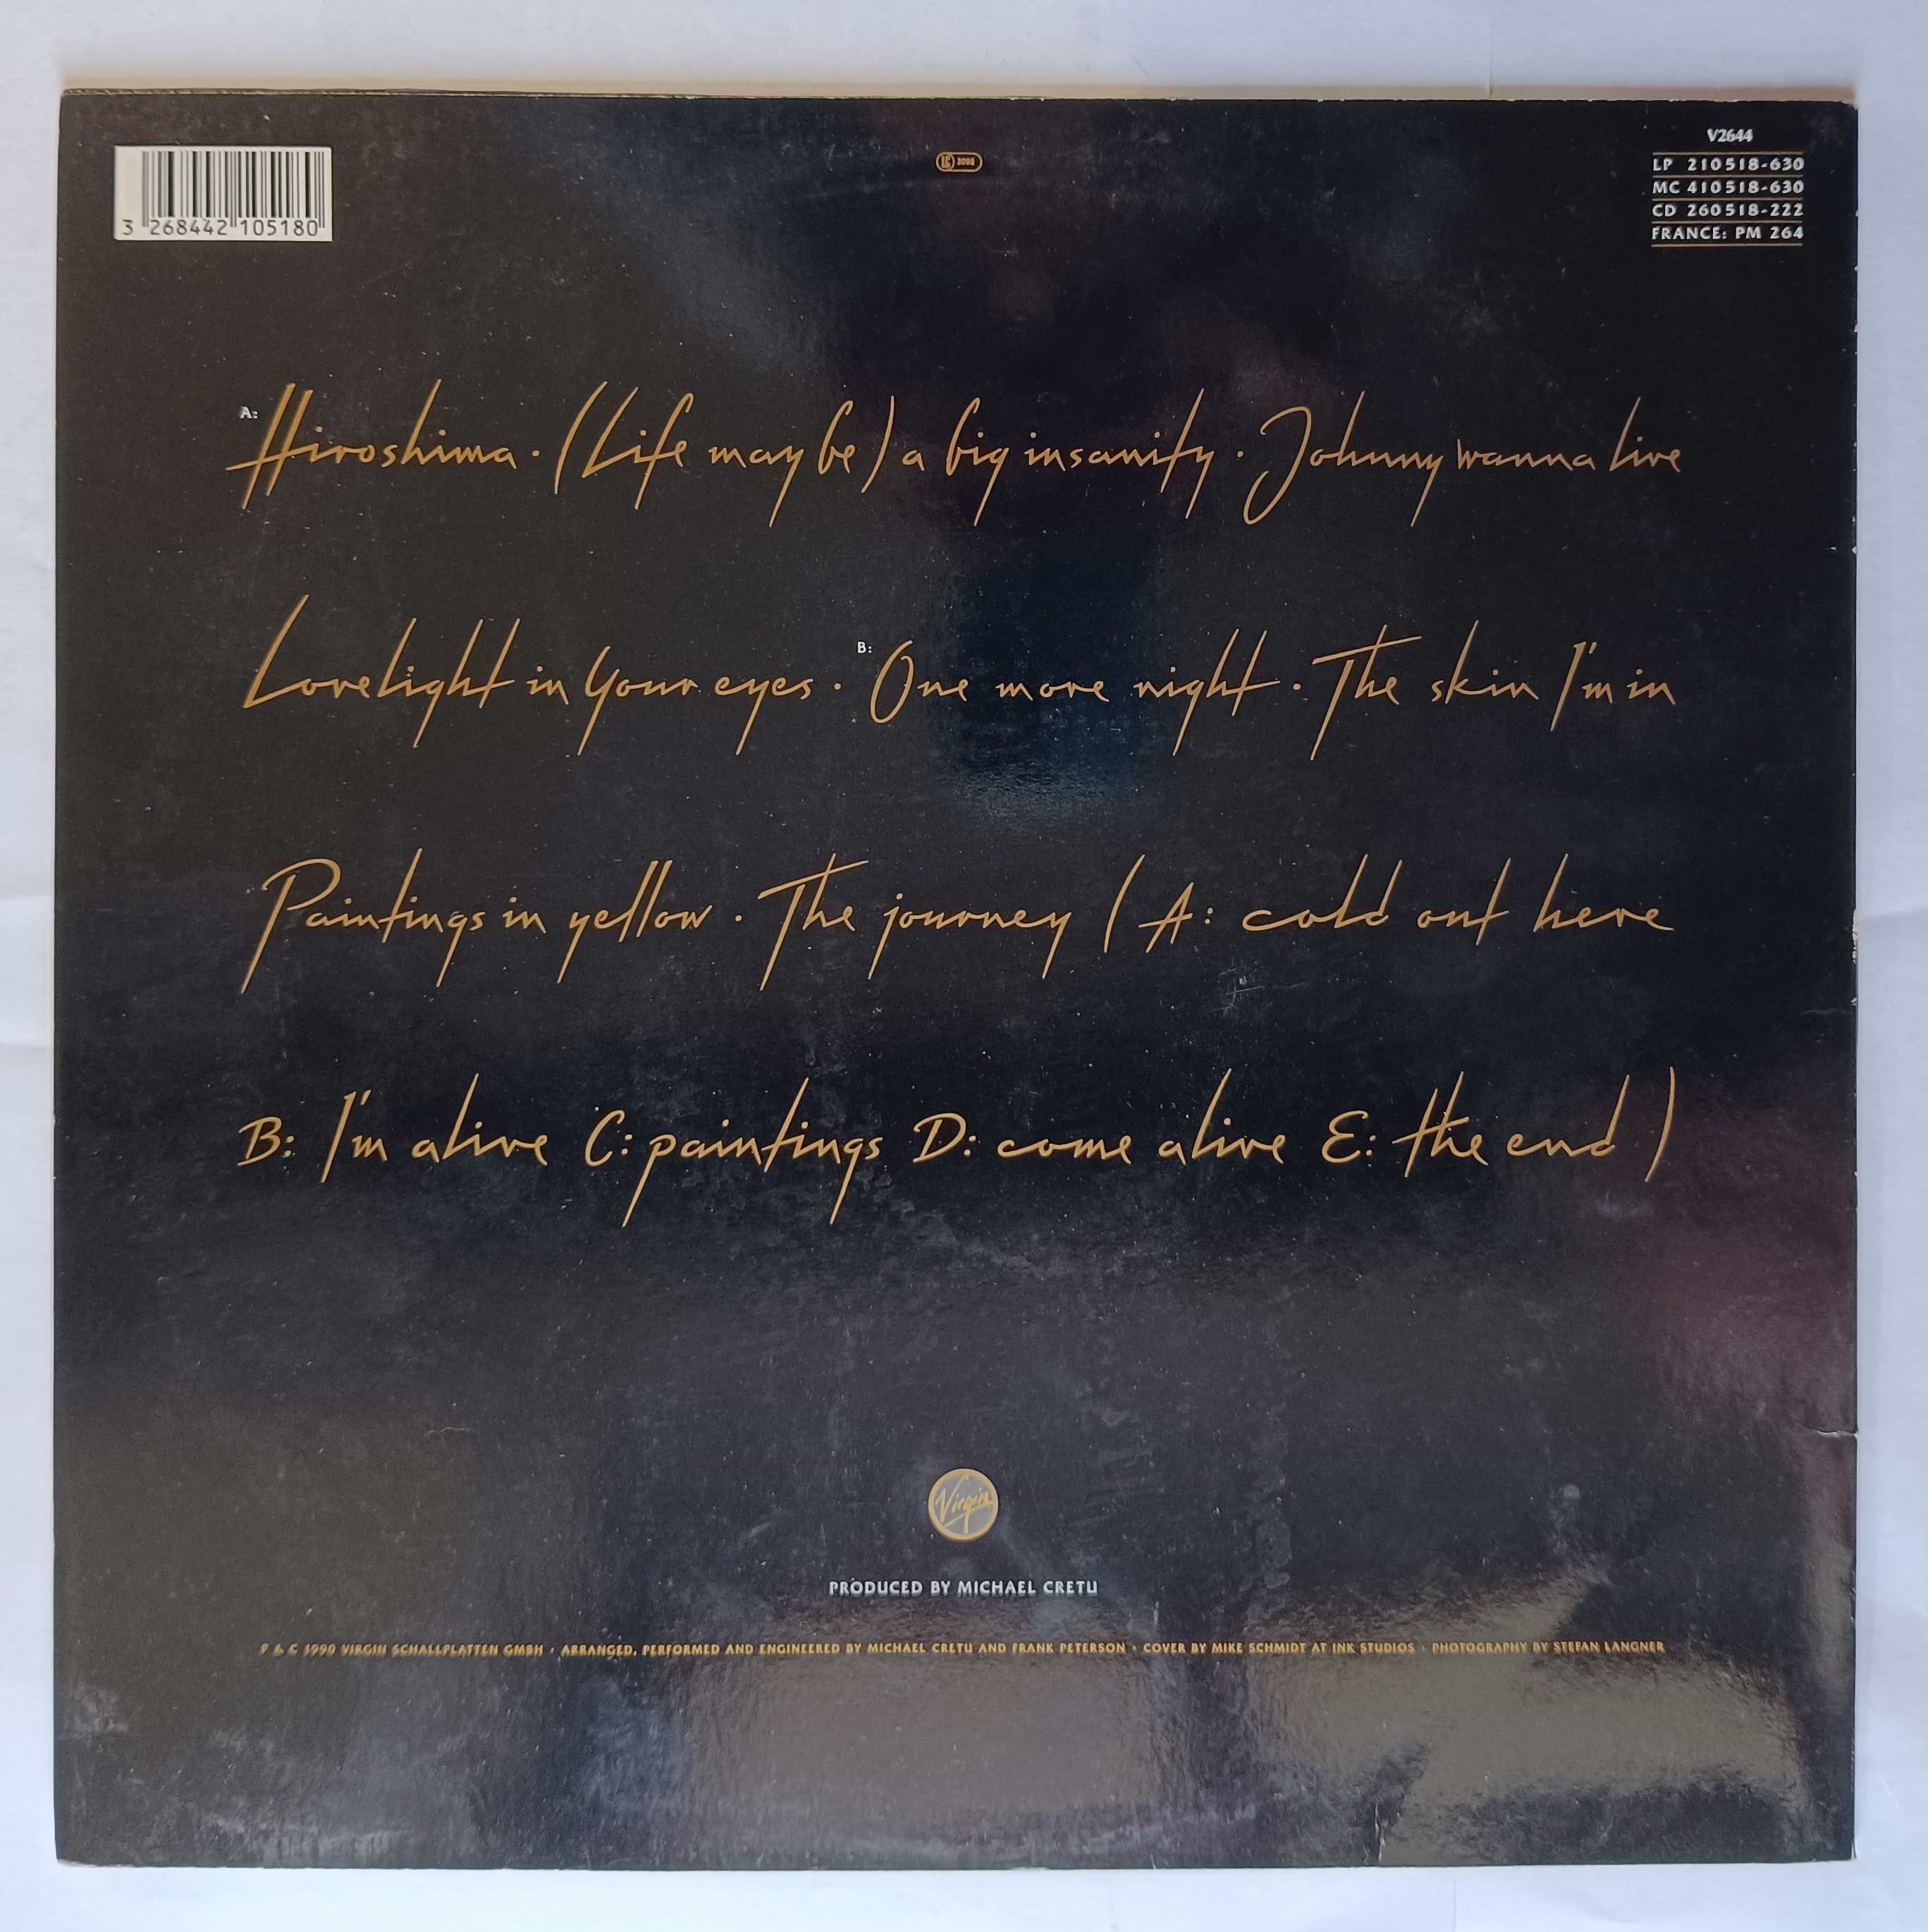 V2644
LP 210518-630
MC 410518-630
CD 260518-222
FRANCE: PM 264
LC 3098
3 268442 105180
A: Hiroshima · (Life may be) a big insanity · Johnny wanna live
Lovelight in your eyes · B: One more night · The skin I'm in
Paintings in yellow · The journey (A: cold out here
B: I'm alive C: paintings D: come alive E: the end)
Virgin
PRODUCED BY MICHAEL CRETU
P & C 1990 VIRGIN SCHALLPLATTEN GMBH · ARRANGED, PERFORMED AND ENGINEERED BY MICHAEL CRETU AND FRANK PETERSON · COVER BY MIKE SCHMIDT AT INK STUDIOS · PHOTOGRAPHY BY STEFAN LANGNER